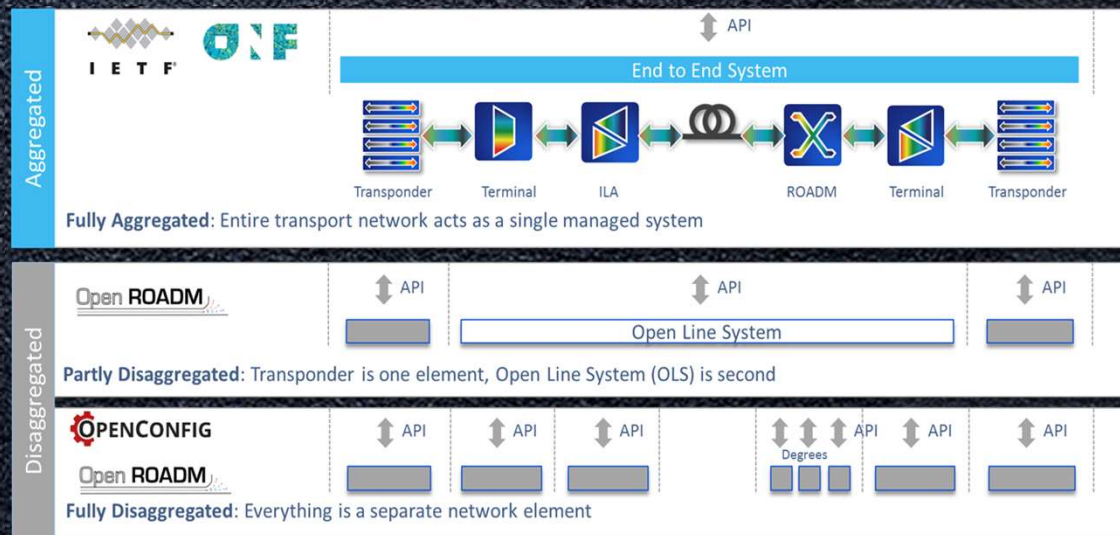 Aggregated
IETF®
ONF
API
End to End System
Transponder
Terminal
ILA
ROADM
Terminal
Transponder
Fully Aggregated: Entire transport network acts as a single managed system
Disaggregated
Open ROADM
API
API
API
Open Line System
Partly Disaggregated: Transponder is one element, Open Line System (OLS) is second
OPENCONFIG
Open ROADM
API
API
API
API
API
API
Degrees
Fully Disaggregated: Everything is a separate network element